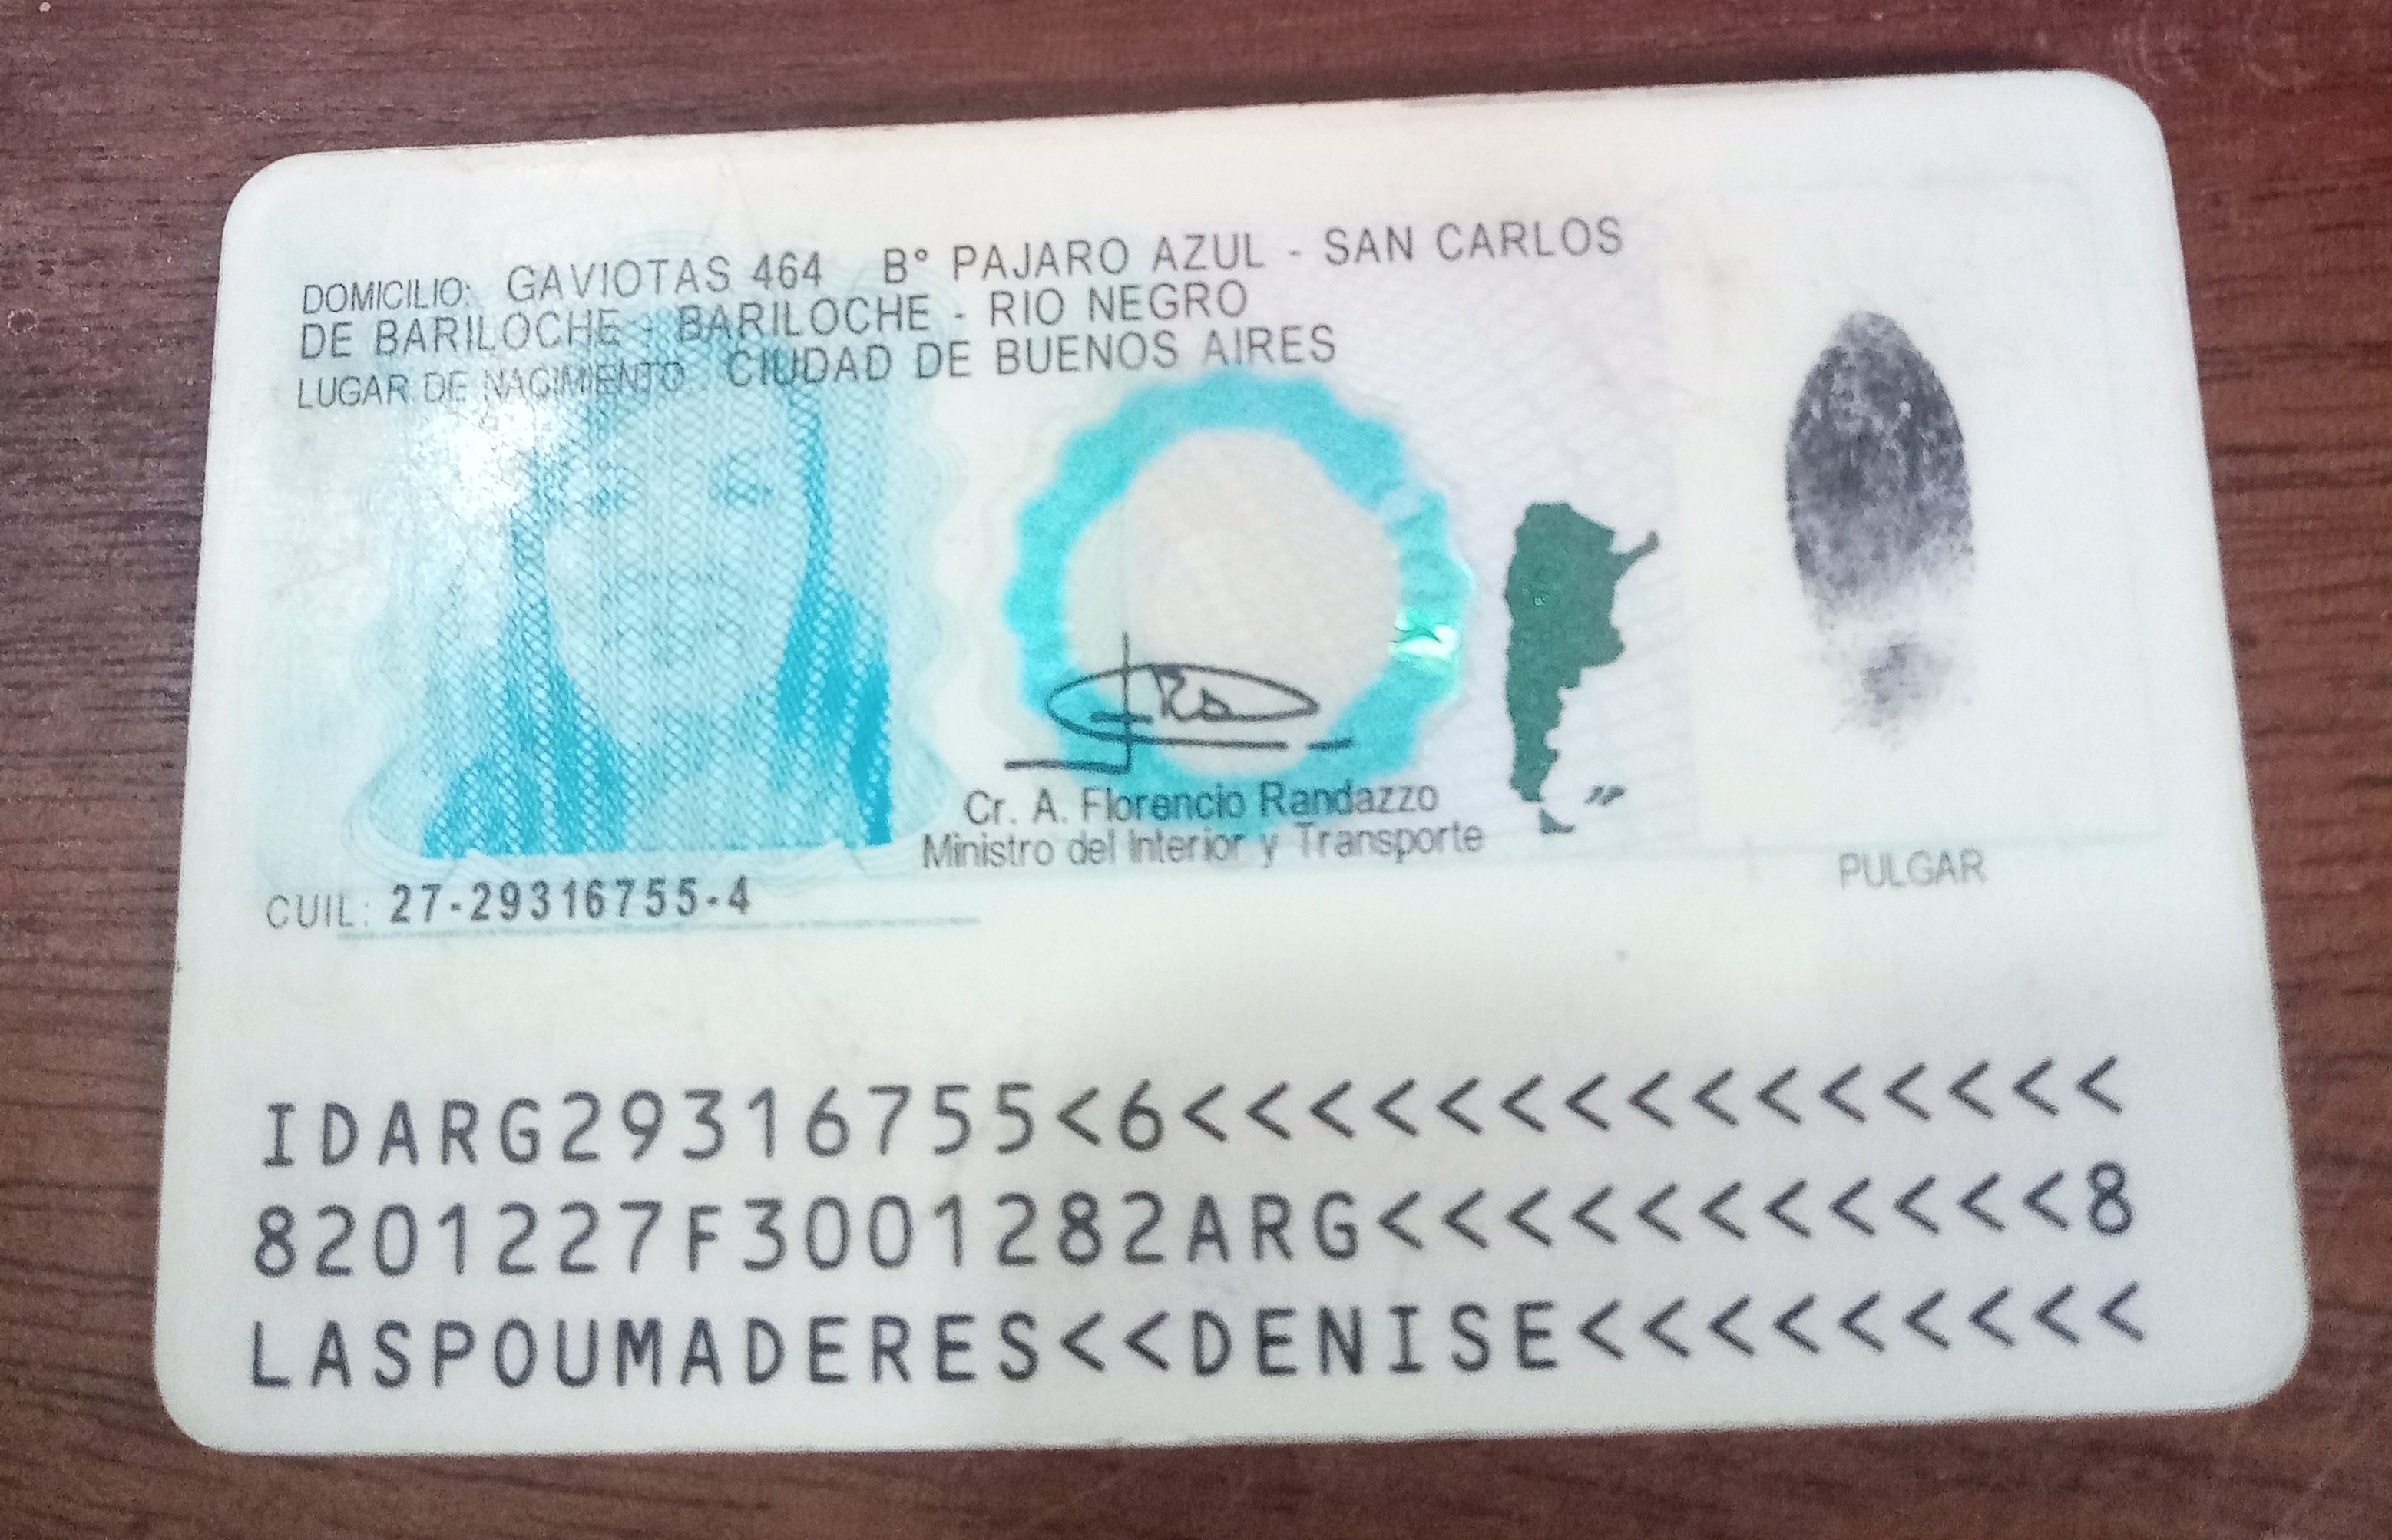 DOMICILIO: GAVIOTAS 464 B° PAJARO AZUL - SAN CARLOS
DE BARILOCHE - BARILOCHE - RIO NEGRO
LUGAR DE NACIMIENTO CIUDAD DE BUENOS AIRES
Cr. A. Florencio Randazzo
Ministro del Interior y Transporte
PULGAR
CUIL: 27-29316755-4
IDARG29316755<6<<<<<<<<<<<<<<<
8201227F3001282ARG<<<<<<<<<<<8
LASPOUMADERES<<DENISE<<<<<<<<<